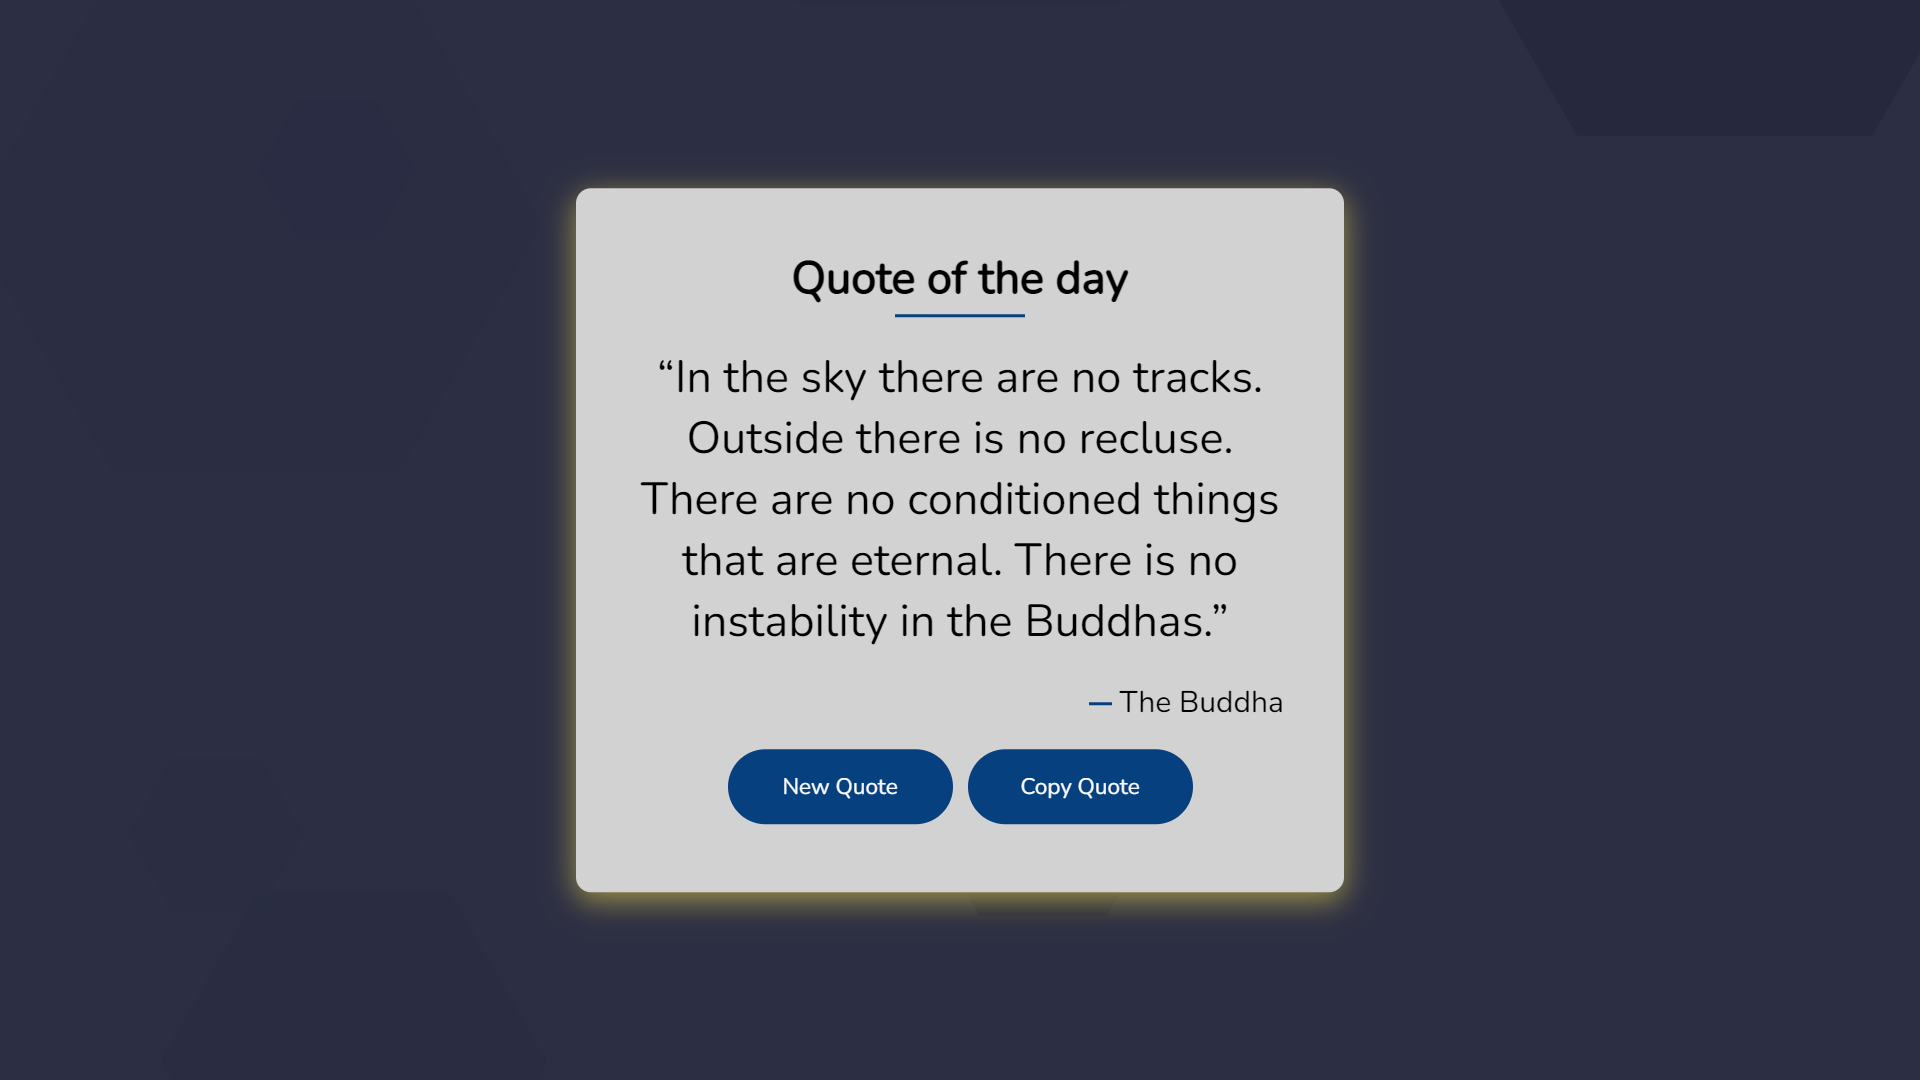 Quote of the day
“In the sky there are no tracks.
Outside there is no recluse.
There are no conditioned things
that are eternal. There is no
instability in the Buddhas.”
— The Buddha
New Quote
Copy Quote